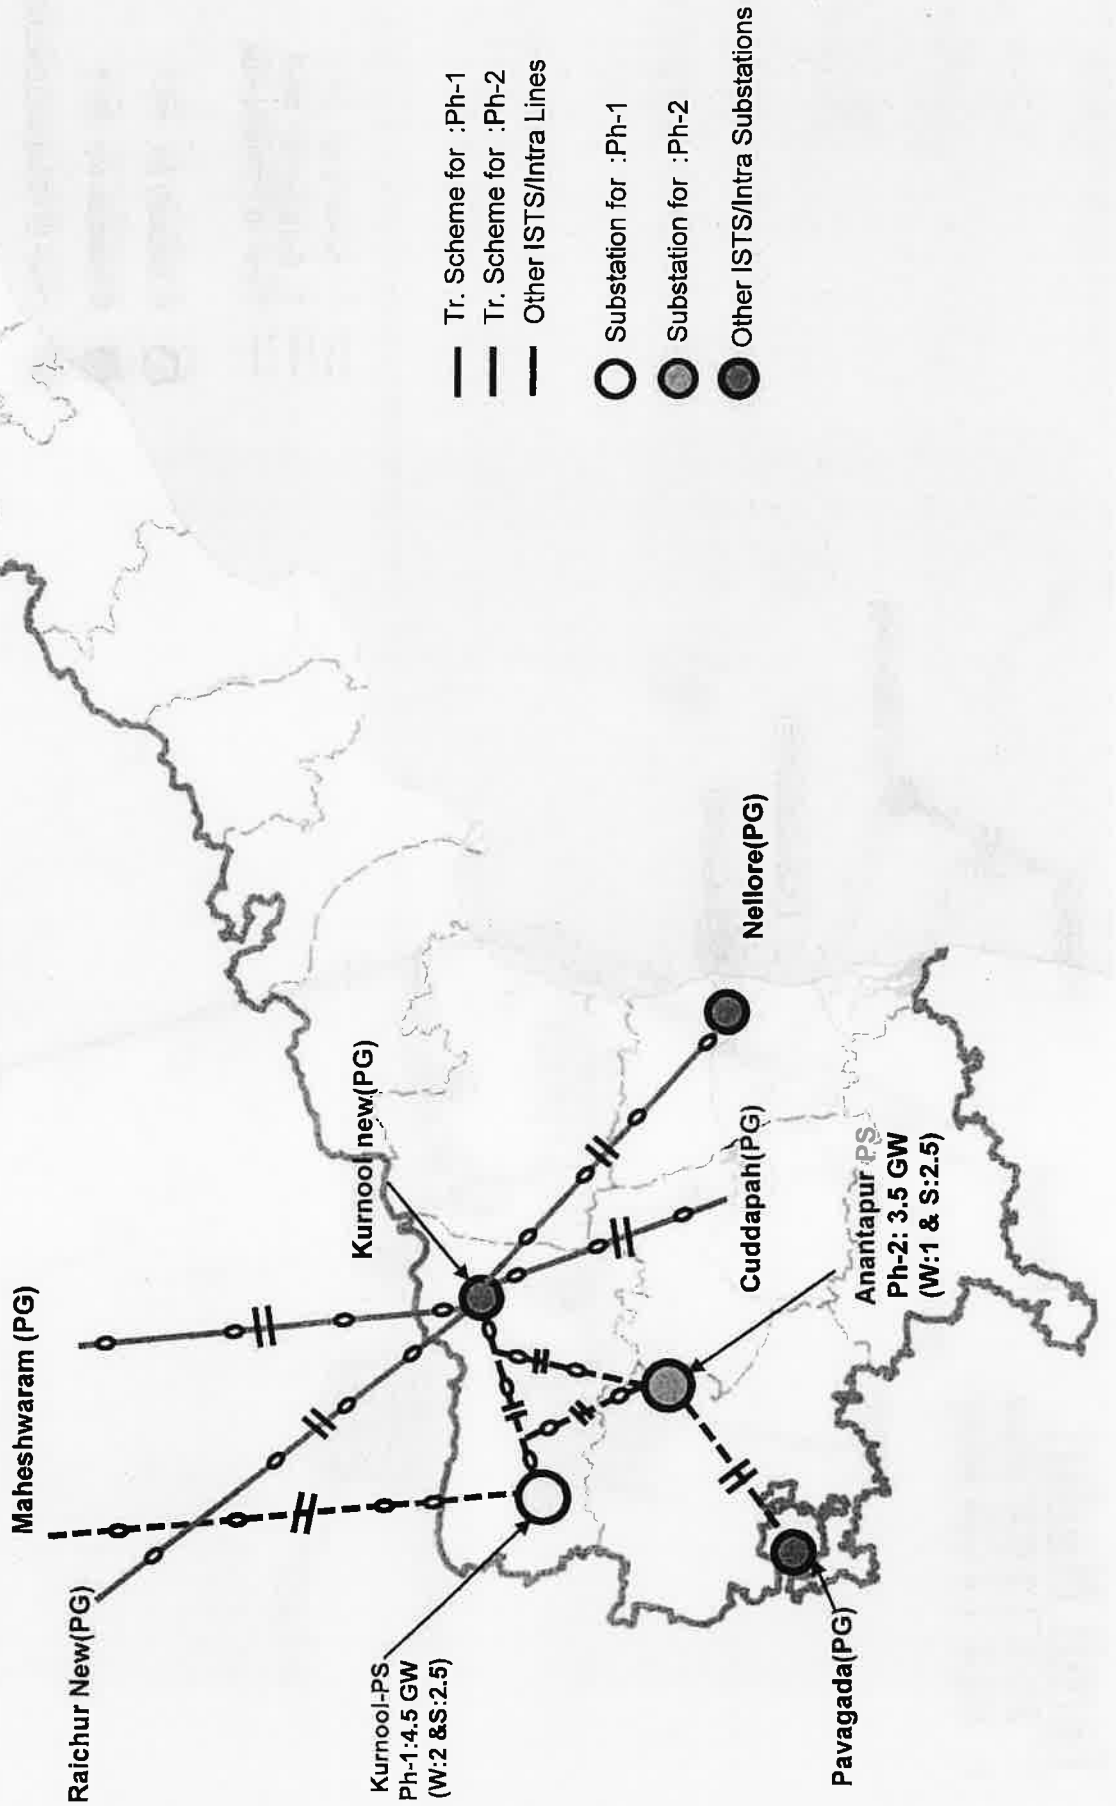 Maheshwaram (PG)
Raichur New(PG)
Kurnool new(PG)
Kurnool-PS
Ph-1:4.5 GW
(W:2 &S:2.5)
Nellore(PG)
Cuddapah(PG)
Anantapur PS
Ph-2: 3.5 GW
(W:1 & S:2.5)
Pavagada(PG)
Tr. Scheme for :Ph-1
Tr. Scheme for :Ph-2
Other ISTS/Intra Lines
Substation for :Ph-1
Substation for :Ph-2
Other ISTS/Intra Substations